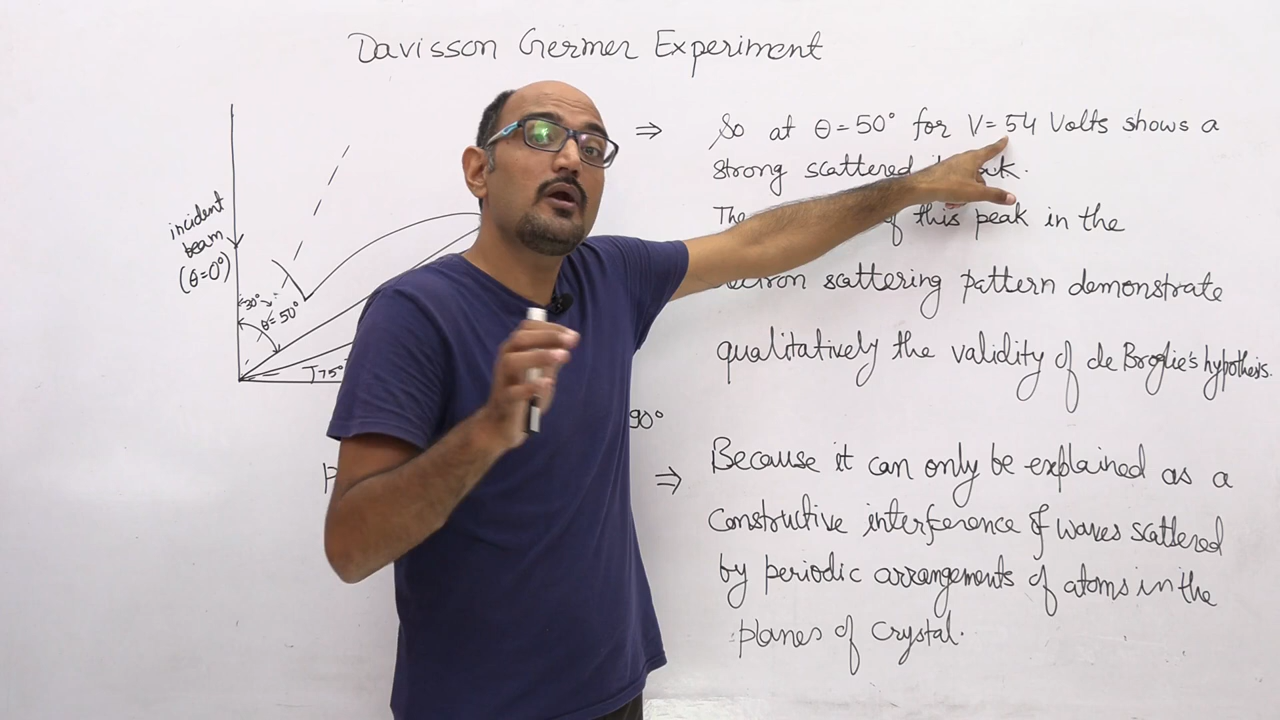 Davisson Germer Experiment
⇒ So at θ = 50° for V = 54 Volts shows a
strong scattered
The of this peak in the
scattering pattern demonstrate
qualitatively the validity of de Broglie's hypothesis.
⇒ Because it can only be explained as a
constructive interference of waves scattered
by periodic arrangements of atoms in the
planes of crystal.
incident
beam
(θ=0°)
30°
θ=50°
75°
90°